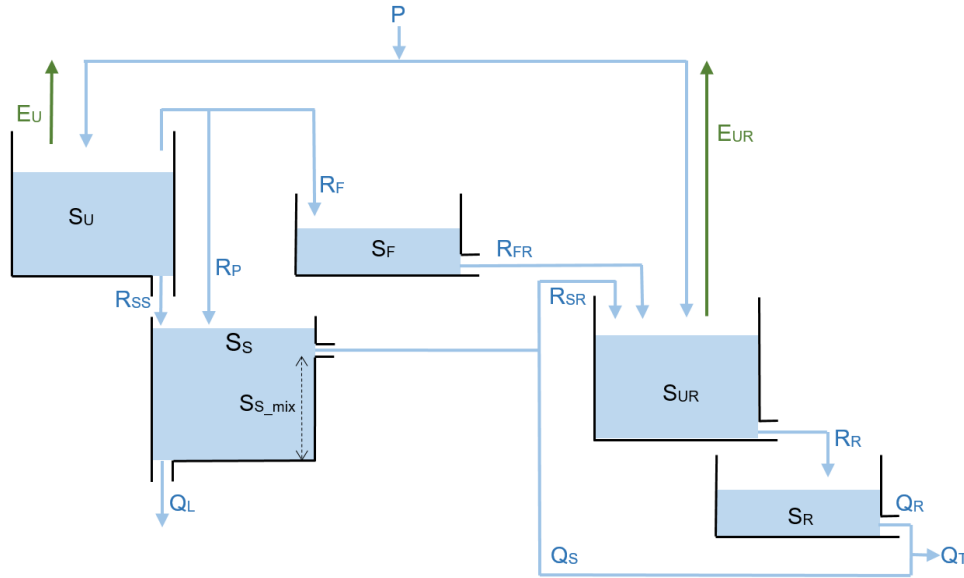 P
EU
EUR
RF
SU
SF
RFR
RP
RSS
RSR
SS
SUR
SS_mix
RR
QL
SR
QR
QS
QT